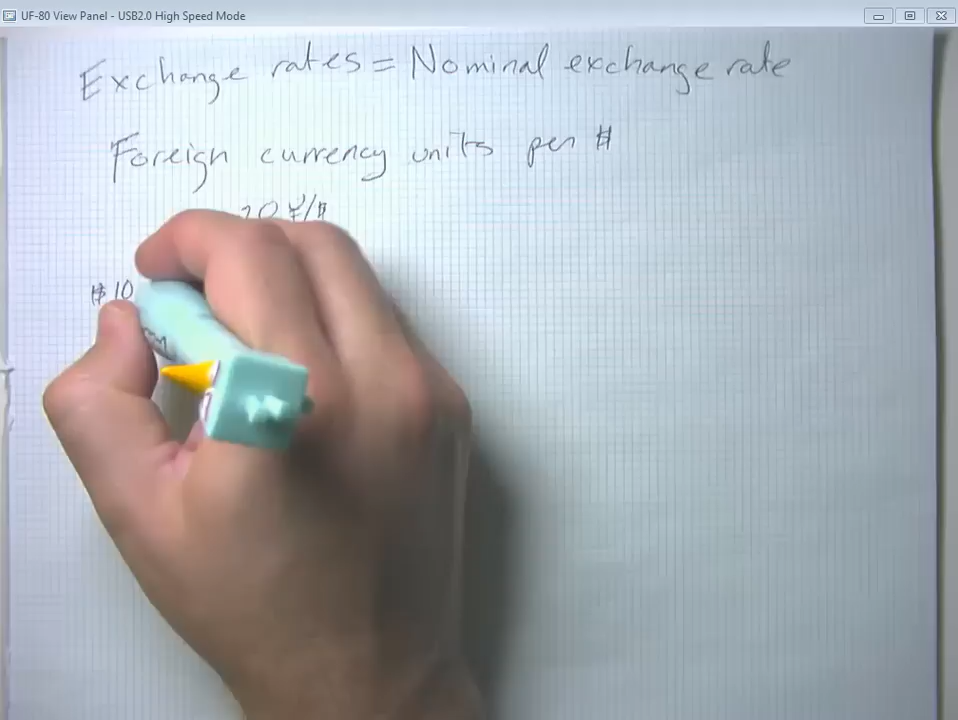 UF-80 View Panel - USB2.0 High Speed Mode
Exchange rates = Nominal exchange rate
Foreign currency units per $
20 ¥/$
$10